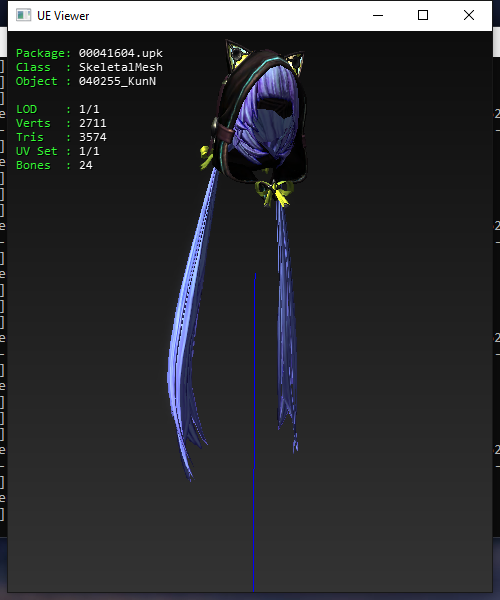 UE Viewer
Package: 00041604.upk
Class  : SkeletalMesh
Object : 040255_KunN
LOD    : 1/1
Verts  : 2711
Tris   : 3574
UV Set : 1/1
Bones  : 24